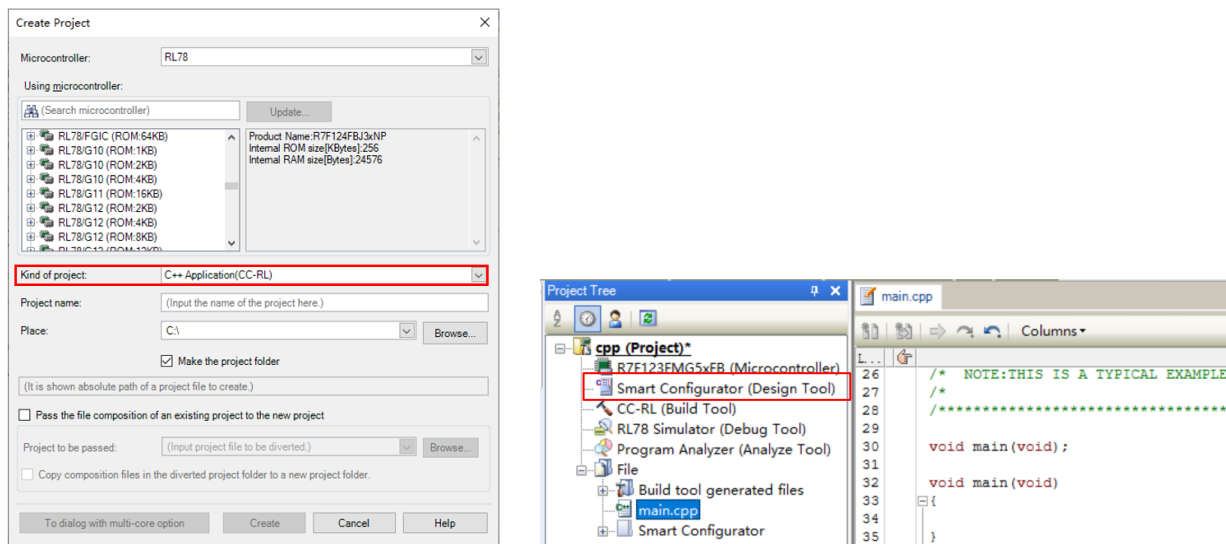 Create Project
Microcontroller:
RL78
Using microcontroller:
(Search microcontroller)
Update...
RL78/FGIC (ROM:64KB)
RL78/G10 (ROM:1KB)
RL78/G10 (ROM:2KB)
RL78/G10 (ROM:4KB)
RL78/G11 (ROM:16KB)
RL78/G12 (ROM:2KB)
RL78/G12 (ROM:4KB)
RL78/G12 (ROM:8KB)
RL78/G12 (ROM:12KB)
Product Name:R7F124FBJ3xNP
Internal ROM size[KBytes]:256
Internal RAM size[Bytes]:24576
Kind of project:
C++ Application(CC-RL)
Project name:
(Input the name of the project here.)
Place:
C:\
Browse...
Make the project folder
(It is shown absolute path of a project file to create.)
Pass the file composition of an existing project to the new project
Project to be passed:
(Input project file to be diverted.)
Browse...
Copy composition files in the diverted project folder to a new project folder.
To dialog with multi-core option
Create
Cancel
Help
Project Tree
cpp (Project)*
R7F123FMG5xFB (Microcontroller)
Smart Configurator (Design Tool)
CC-RL (Build Tool)
RL78 Simulator (Debug Tool)
Program Analyzer (Analyze Tool)
File
Build tool generated files
main.cpp
Smart Configurator
main.cpp
Columns
L...
26 /* NOTE:THIS IS A TYPICAL EXAMPLE
27 /*
28 /***********************************
29
30 void main(void);
31
32 void main(void)
33 {
34
35 }